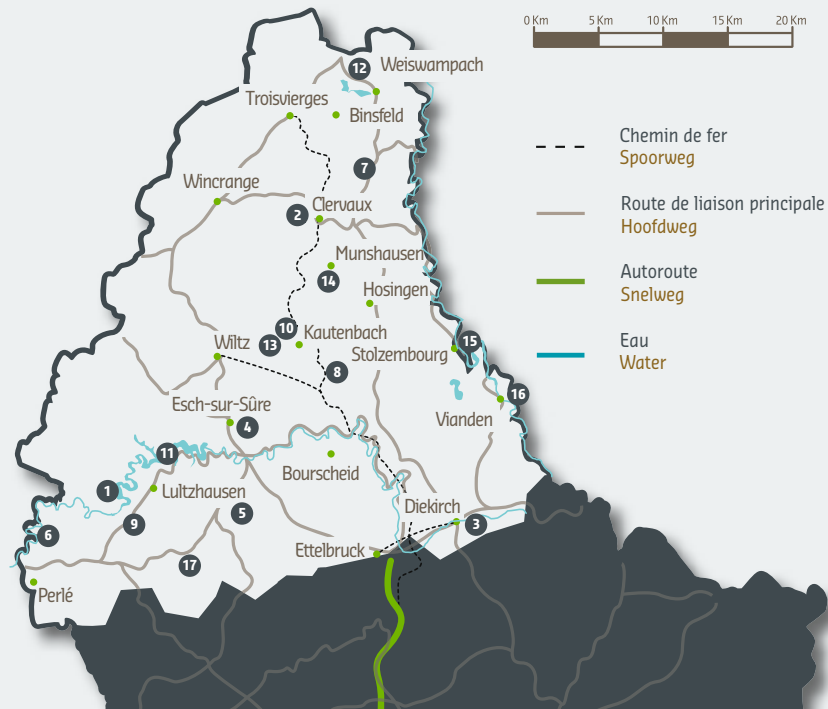 0 Km 5 Km 10 Km 15 Km 20 Km
Chemin de fer
Spoorweg
Route de liaison principale
Hoofdweg
Autoroute
Snelweg
Eau
Water
12
Weiswampach
Troisvierges
Binsfeld
7
Wincrange
Clervaux
2
Munshausen
14
Hosingen
10
Kautenbach
13
Wiltz
Stolzembourg
15
8
16
Esch-sur-Sûre
4
Vianden
11
Bourscheid
1
Lultzhausen
Diekirch
5
9
3
6
Ettelbruck
17
Perlé